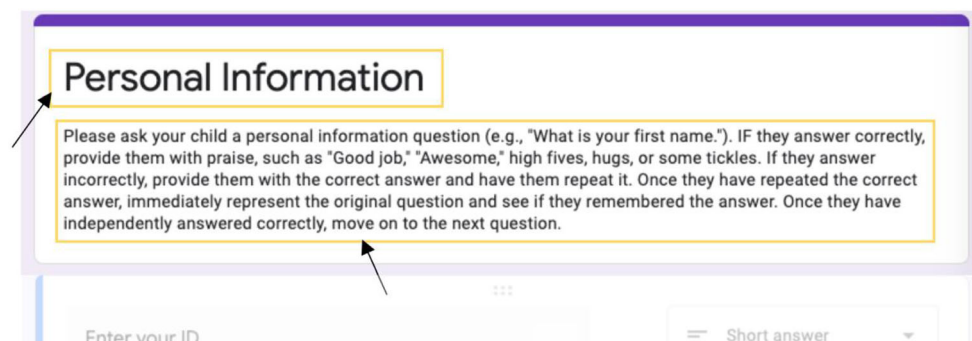 Personal Information
Please ask your child a personal information question (e.g., "What is your first name."). IF they answer correctly,
provide them with praise, such as "Good job," "Awesome," high fives, hugs, or some tickles. If they answer
incorrectly, provide them with the correct answer and have them repeat it. Once they have repeated the correct
answer, immediately represent the original question and see if they remembered the answer. Once they have
independently answered correctly, move on to the next question.
Enter your ID
Short answer